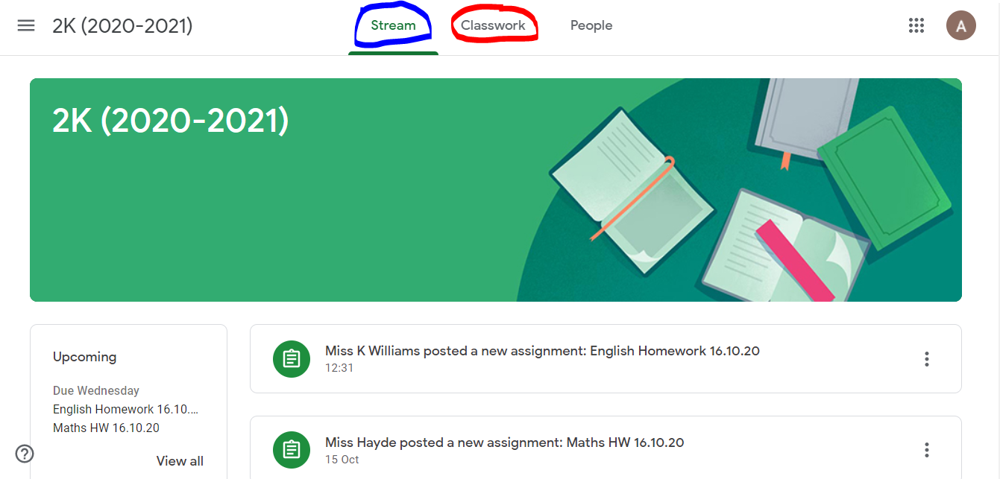 2K (2020-2021)
Stream
Classwork
People
A
2K (2020-2021)
Upcoming
Due Wednesday
English Homework 16.10....
Maths HW 16.10.20
View all
Miss K Williams posted a new assignment: English Homework 16.10.20
12:31
Miss Hayde posted a new assignment: Maths HW 16.10.20
15 Oct
?